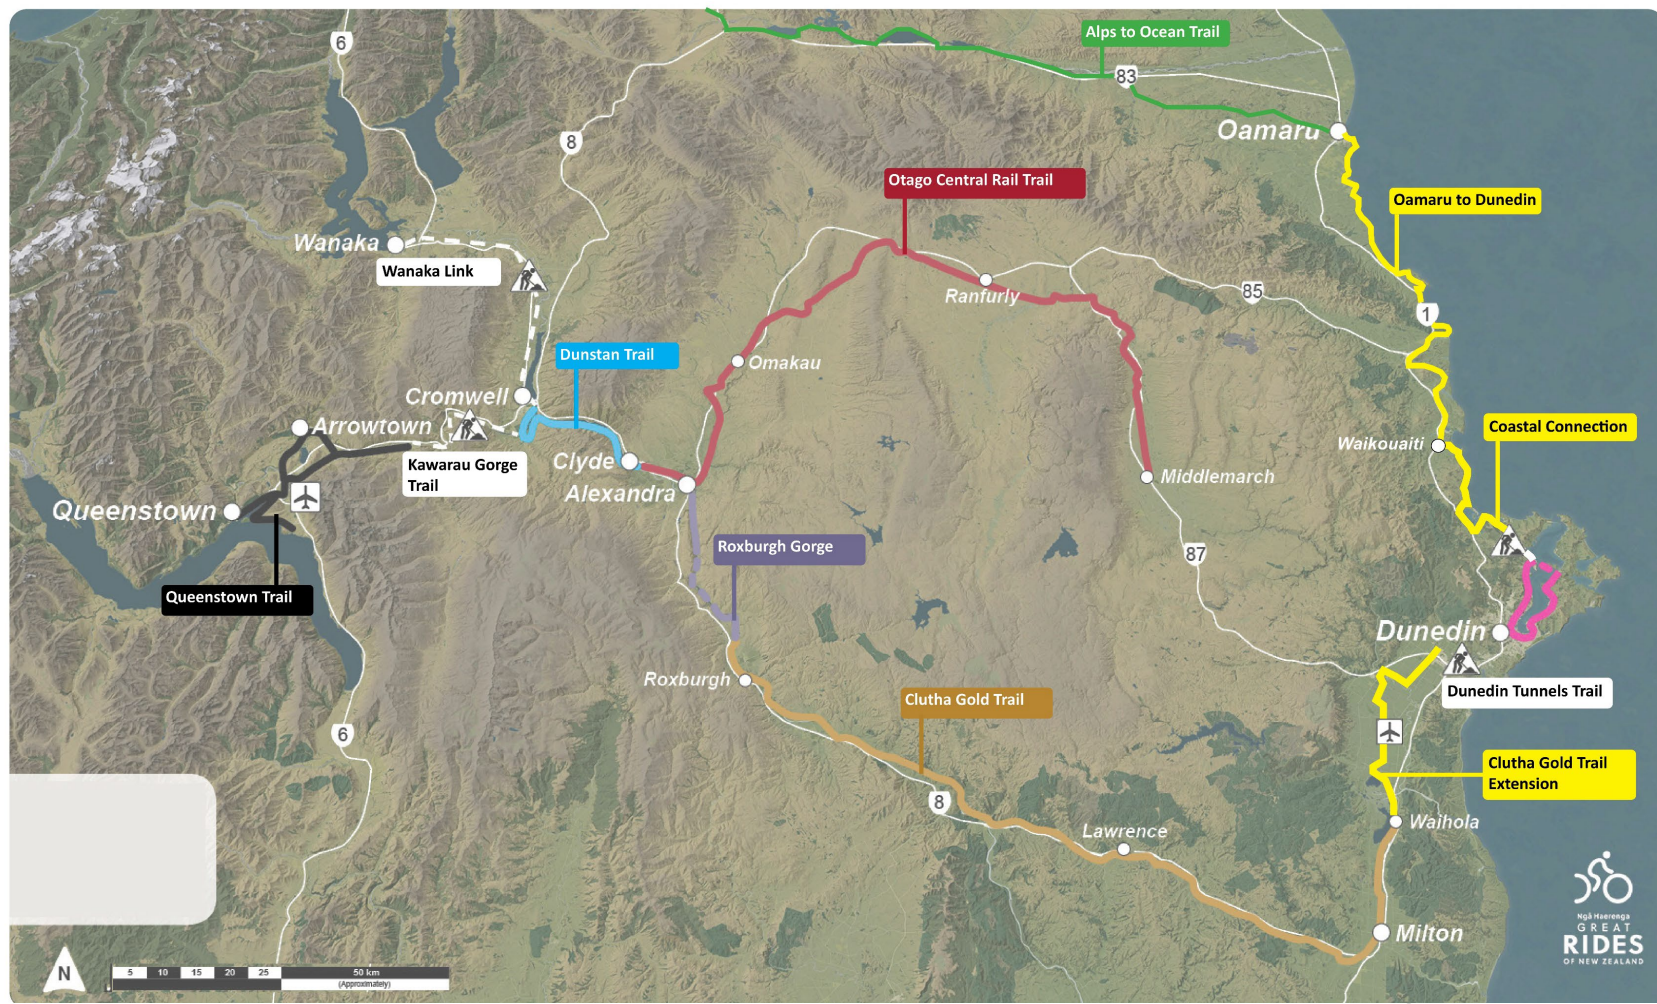 Alps to Ocean Trail
6
83
Oamaru
8
Otago Central Rail Trail
Oamaru to Dunedin
Wanaka
Wanaka Link
Ranfurly
85
1
Dunstan Trail
Omakau
Cromwell
Arrowtown
Coastal Connection
Waikouaiti
Kawarau Gorge
Trail
Clyde
Alexandra
Middlemarch
Queenstown
Roxburgh Gorge
87
Queenstown Trail
Dunedin
Roxburgh
Clutha Gold Trail
Dunedin Tunnels Trail
6
Clutha Gold Trail
Extension
8
Lawrence
Waihola
Milton
Ngā Haerenga
GREAT
RIDES
OF NEW ZEALAND
N
5 10 15 20 25 50 km
(Approximately)